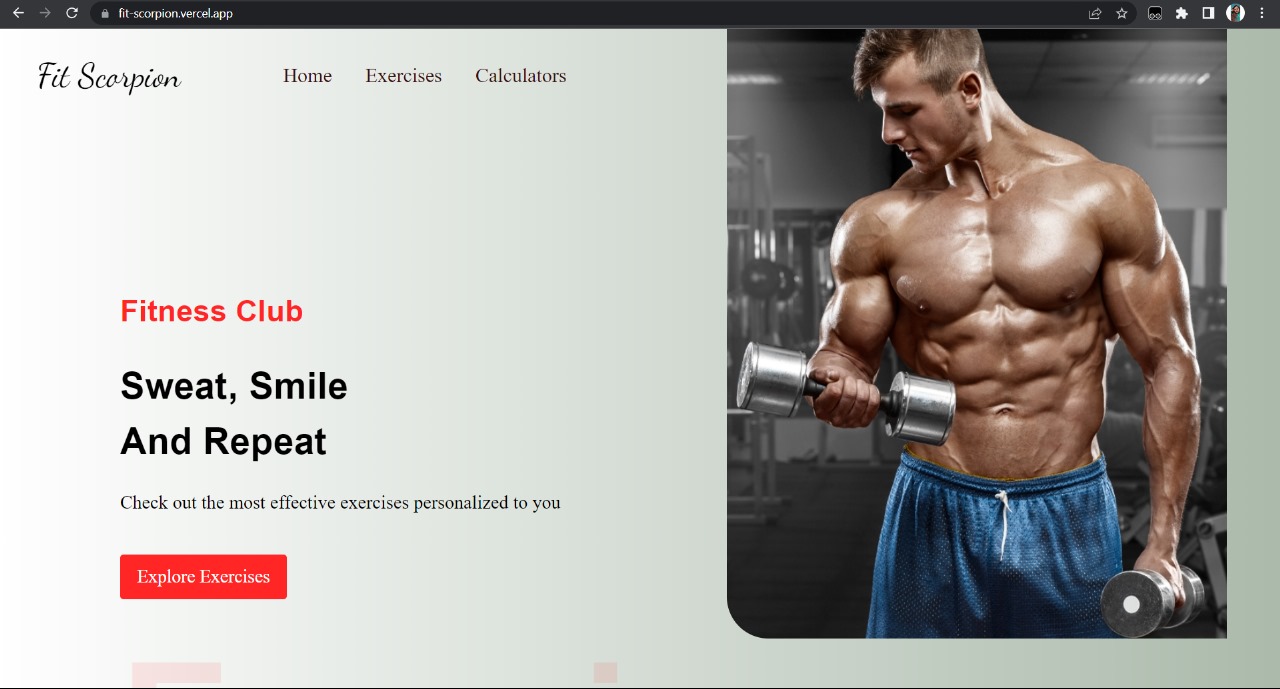 fit-scorpion.vercel.app
Fit Scorpion
Home Exercises Calculators
Fitness Club
Sweat, Smile
And Repeat
Check out the most effective exercises personalized to you
Explore Exercises